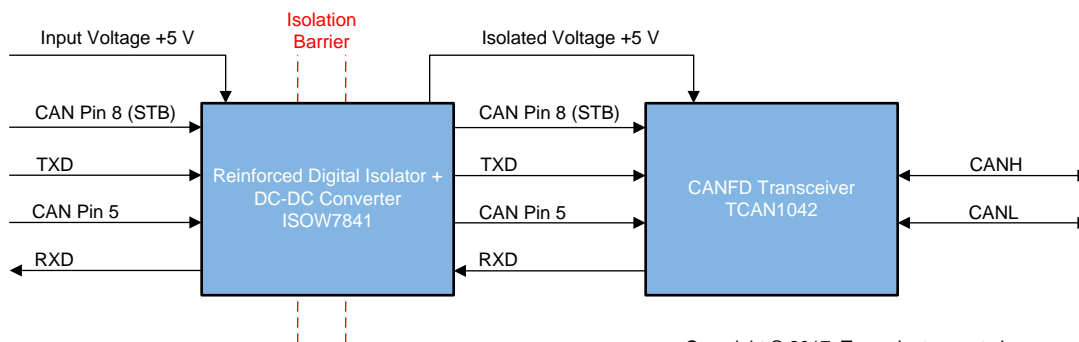 Isolation
Barrier
Input Voltage +5 V
Isolated Voltage +5 V
CAN Pin 8 (STB)
CAN Pin 8 (STB)
TXD
Reinforced Digital Isolator +
DC-DC Converter
ISOW7841
TXD
CANFD Transceiver
TCAN1042
CANH
CAN Pin 5
CAN Pin 5
CANL
RXD
RXD